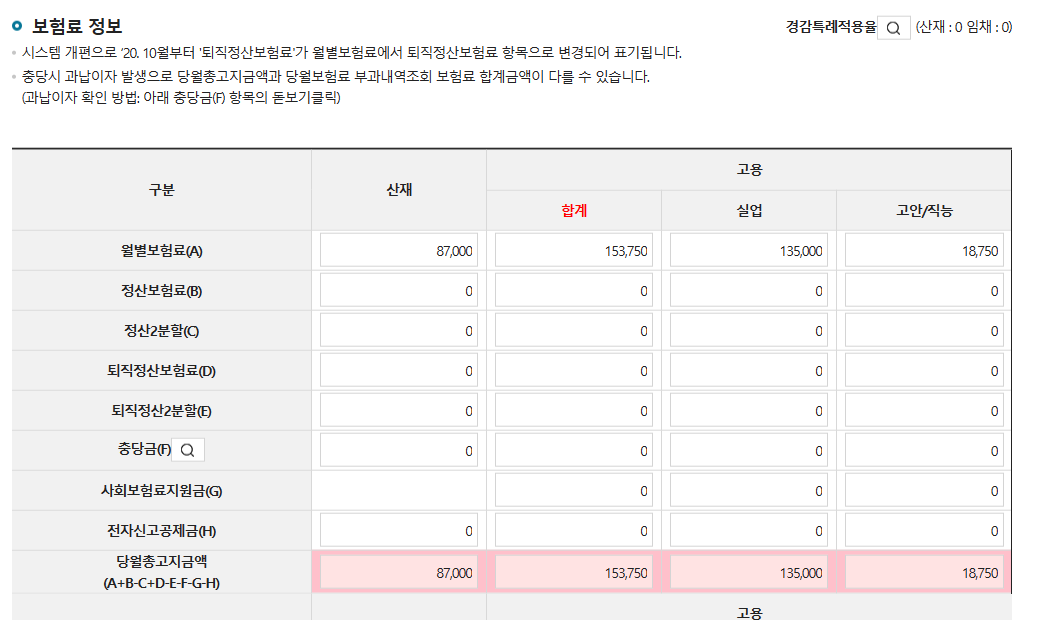 보험료 정보
경감특례적용율 (산재 : 0 임채 : 0)
시스템 개편으로 '20. 10월부터 '퇴직정산보험료'가 월별보험료에서 퇴직정산보험료 항목으로 변경되어 표기됩니다.
충당시 과납이자 발생으로 당월총고지금액과 당월보험료 부과내역조회 보험료 합계금액이 다를 수 있습니다.
(과납이자 확인 방법: 아래 충당금(F) 항목의 돋보기클릭)
구분 산재 고용
합계 실업 고안/직능
월별보험료(A) 87,000 153,750 135,000 18,750
정산보험료(B) 0 0 0 0
정산2분할(C) 0 0 0 0
퇴직정산보험료(D) 0 0 0 0
퇴직정산2분할(E) 0 0 0 0
충당금(F) 0 0 0 0
사회보험료지원금(G) 0 0 0
전자신고공제금(H) 0 0 0 0
당월총고지금액
(A+B-C+D-E-F-G-H) 87,000 153,750 135,000 18,750
고용